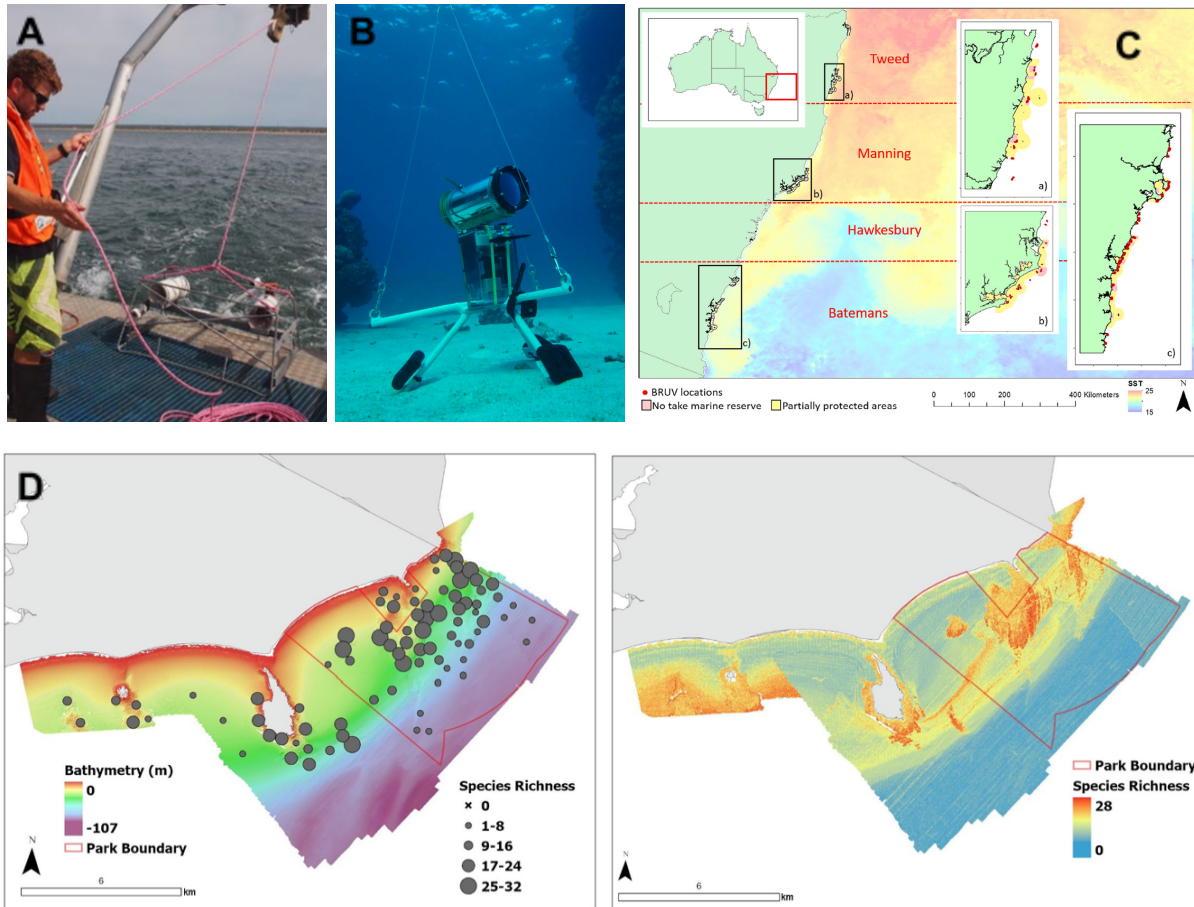 A
B
C
Tweed
Manning
Hawkesbury
Batemans
a)
b)
c)
a)
b)
c)
BRUV locations
No take marine reserve
Partially protected areas
0 100 200 400 Kilometers
SST
25
15
N
D
Bathymetry (m)
0
-107
Park Boundary
N
6
km
Species Richness
0
1-8
9-16
17-24
25-32
Park Boundary
Species Richness
28
0
N
6
km